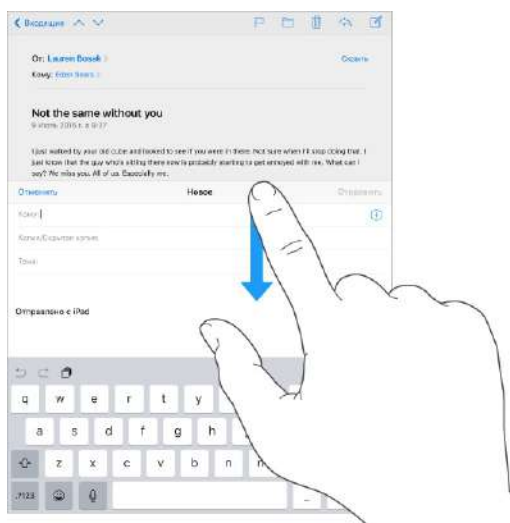 Входящие
От: Lauren Bosak
Скрыть
Кому: Eden Sears
Not the same without you
I just walked by your old cube and looked to see if you were in there. Not sure when I'll stop doing that. I
just know that the guy who's sitting there now is probably starting to get annoyed with me. What can I
say? We miss you. All of us. Especially me.
Отменить
Новое
Отправить
Кому:
Копия/Скрытая копия:
Тема:
Отправлено с iPad
q w e r t y
a s d f g h
z x c v b n
.?123